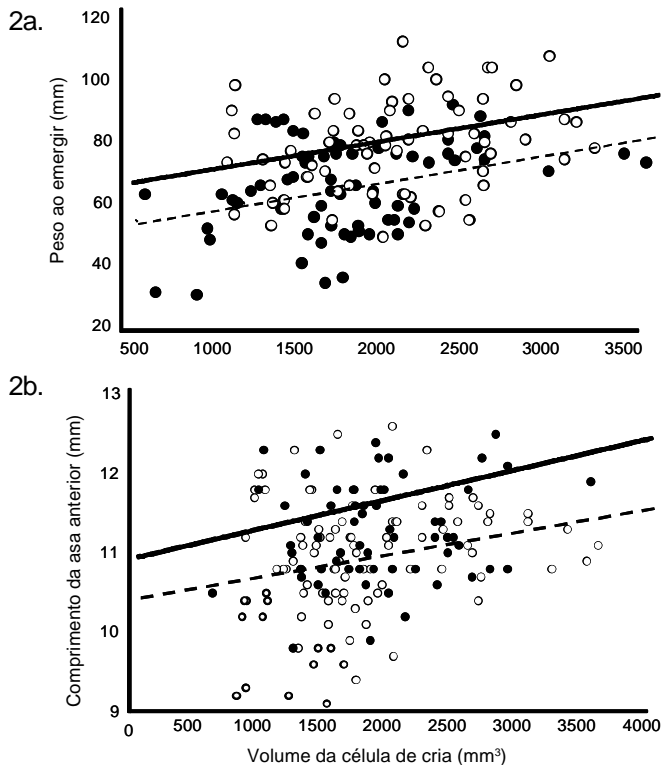 2a.
Peso ao emergir (mm)
120
100
80
60
40
20
500 1000 1500 2000 2500 3000 3500
2b.
Comprimento da asa anterior (mm)
13
12
11
10
9
0 500 1000 1500 2000 2500 3000 3500 4000
Volume da célula de cria (mm³)